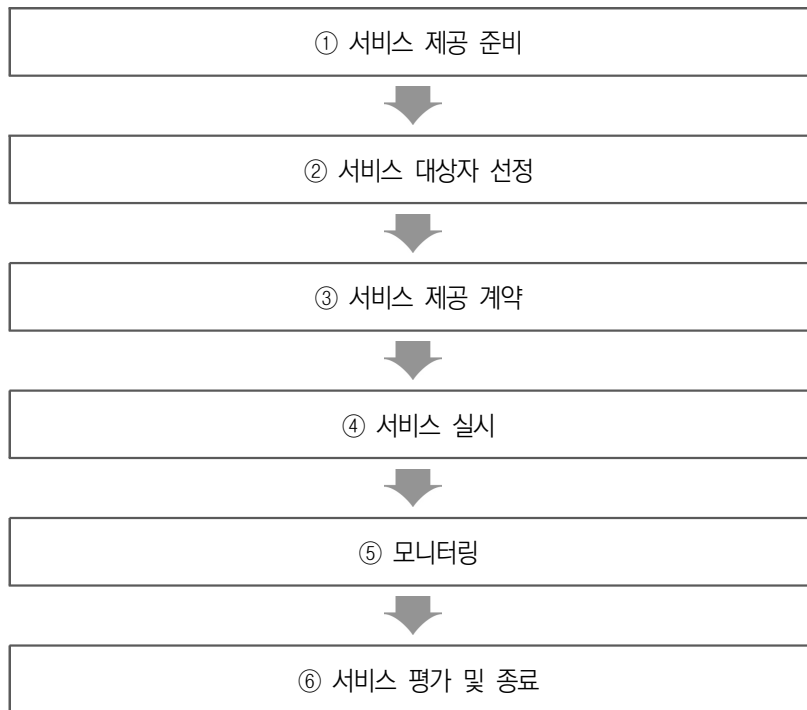 ① 서비스 제공 준비
② 서비스 대상자 선정
③ 서비스 제공 계약
④ 서비스 실시
⑤ 모니터링
⑥ 서비스 평가 및 종료